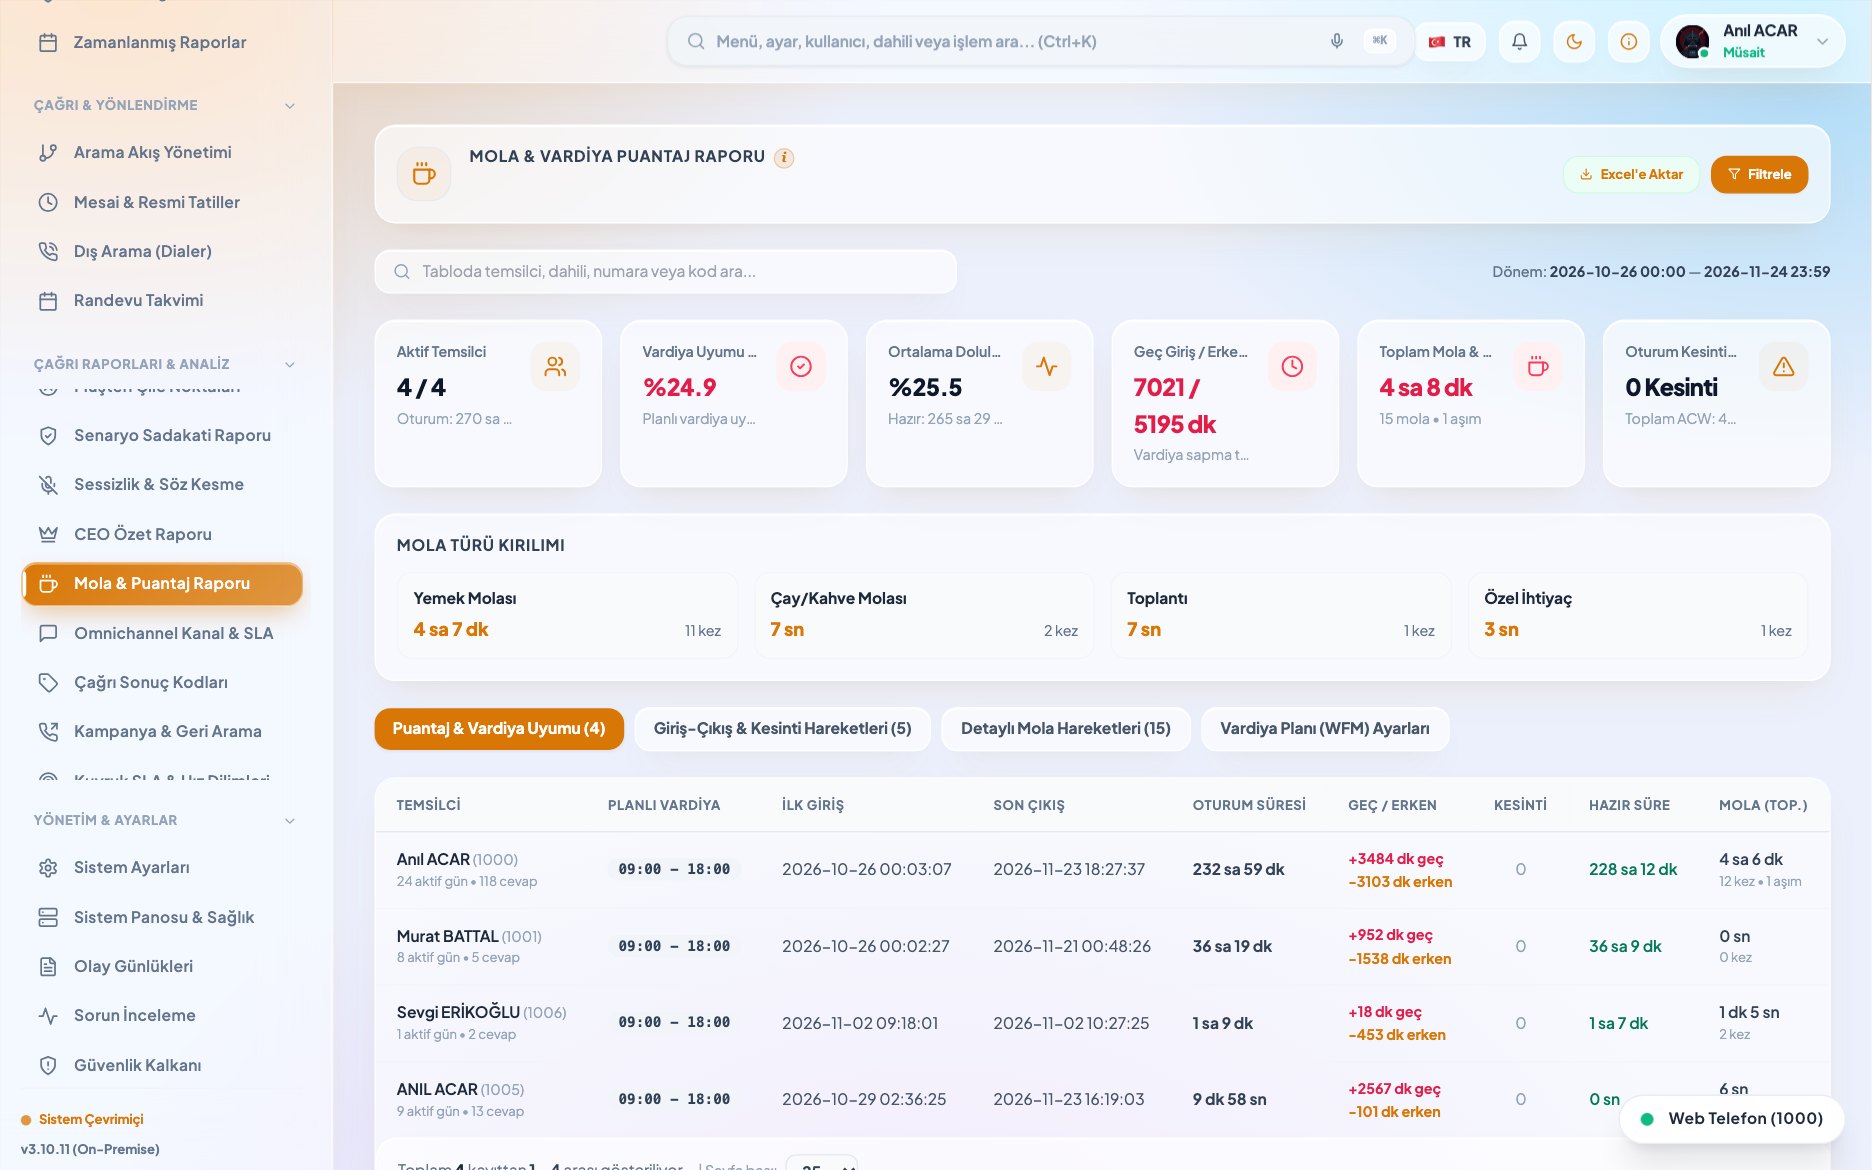 Zamanlanmış Raporlar
ÇAĞRI & YÖNLENDİRME
Arama Akış Yönetimi
Mesai & Resmi Tatiller
Dış Arama (Dialer)
Randevu Takvimi
ÇAĞRI RAPORLARI & ANALİZ
Senaryo Sadakati Raporu
Sessizlik & Söz Kesme
CEO Özet Raporu
Mola & Puantaj Raporu
Omnichannel Kanal & SLA
Çağrı Sonuç Kodları
Kampanya & Geri Arama
YÖNETİM & AYARLAR
Sistem Ayarları
Sistem Panosu & Sağlık
Olay Günlükleri
Sorun İnceleme
Güvenlik Kalkanı
Sistem Çevrimiçi
v3.10.11 (On-Premise)
Menü, ayar, kullanıcı, dahili veya işlem ara... (Ctrl+K)
⌘K
TR
Anıl ACAR
Müsait
MOLA & VARDİYA PUANTAJ RAPORU
Excel'e Aktar
Filtrele
Tabloda temsilci, dahili, numara veya kod ara...
Dönem: 2026-10-26 00:00 — 2026-11-24 23:59
Aktif Temsilci
4 / 4
Oturum: 270 sa ...
Vardiya Uyumu ...
%24.9
Planlı vardiya uy...
Ortalama Dolul...
%25.5
Hazır: 265 sa 29 ...
Geç Giriş / Erke...
7021 /
5195 dk
Vardiya sapma t...
Toplam Mola & ...
4 sa 8 dk
15 mola • 1 aşım
Oturum Kesinti...
0 Kesinti
Toplam ACW: 4...
MOLA TÜRÜ KIRILIMI
Yemek Molası
4 sa 7 dk 11 kez
Çay/Kahve Molası
7 sn 2 kez
Toplantı
7 sn 1 kez
Özel İhtiyaç
3 sn 1 kez
Puantaj & Vardiya Uyumu (4)
Giriş-Çıkış & Kesinti Hareketleri (5)
Detaylı Mola Hareketleri (15)
Vardiya Planı (WFM) Ayarları
TEMSİLCİ PLANLI VARDİYA İLK GİRİŞ SON ÇIKIŞ OTURUM SÜRESİ GEÇ / ERKEN KESİNTİ HAZIR SÜRE MOLA (TOP.)
Anıl ACAR (1000)
24 aktif gün • 118 cevap
09:00 - 18:00
2026-10-26 00:03:07
2026-11-23 18:27:37
232 sa 59 dk
+3484 dk geç
-3103 dk erken
0
228 sa 12 dk
4 sa 6 dk
12 kez • 1 aşım
Murat BATTAL (1001)
8 aktif gün • 5 cevap
09:00 - 18:00
2026-10-26 00:02:27
2026-11-21 00:48:26
36 sa 19 dk
+952 dk geç
-1538 dk erken
0
36 sa 9 dk
0 sn
0 kez
Sevgi ERİKOĞLU (1006)
1 aktif gün • 2 cevap
09:00 - 18:00
2026-11-02 09:18:01
2026-11-02 10:27:25
1 sa 9 dk
+18 dk geç
-453 dk erken
0
1 sa 7 dk
1 dk 5 sn
2 kez
ANIL ACAR (1005)
9 aktif gün • 13 cevap
09:00 - 18:00
2026-10-29 02:36:25
2026-11-23 16:19:03
9 dk 58 sn
+2567 dk geç
-101 dk erken
0
0 sn
6 sn
Web Telefon (1000)
Toplam 4 kayıttan 1 - 4 arası gösteriliyor